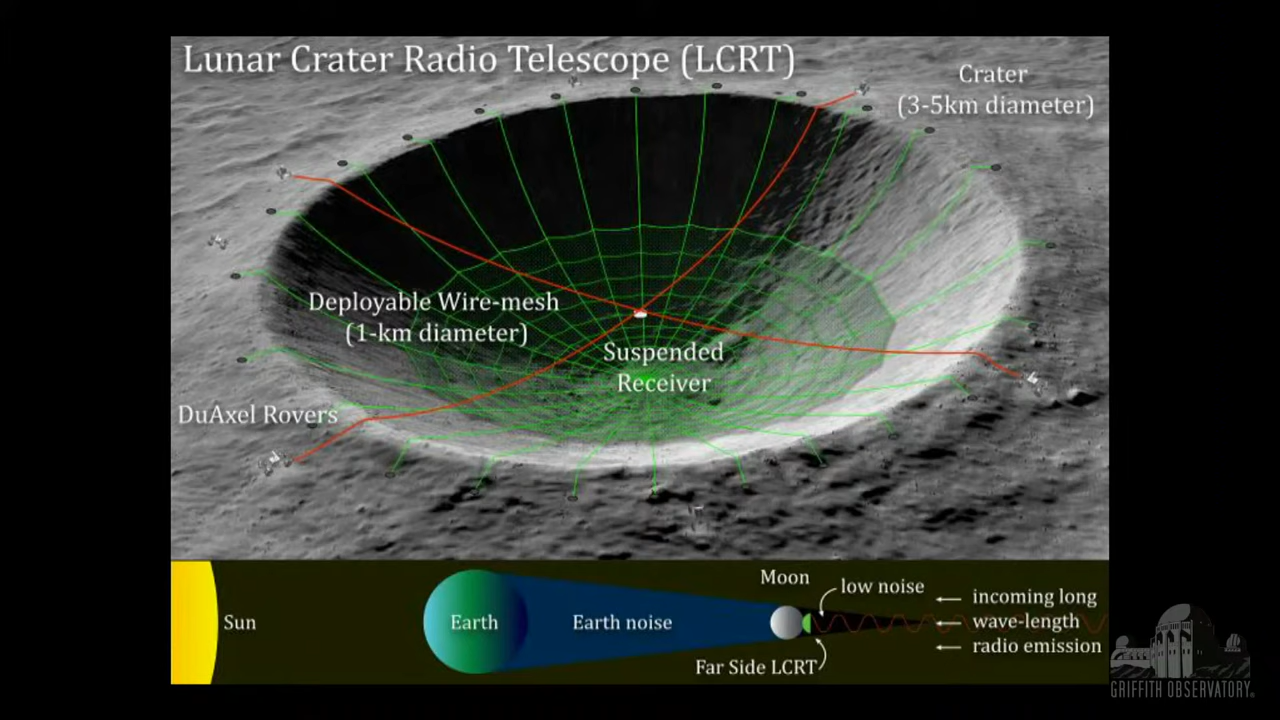 Lunar Crater Radio Telescope (LCRT)
Crater
(3-5km diameter)
Deployable Wire-mesh
(1-km diameter)
Suspended
Receiver
DuAxel Rovers
Sun
Earth
Earth noise
Moon
low noise
Far Side LCRT
incoming long
wave-length
radio emission
GRIFFITH OBSERVATORY